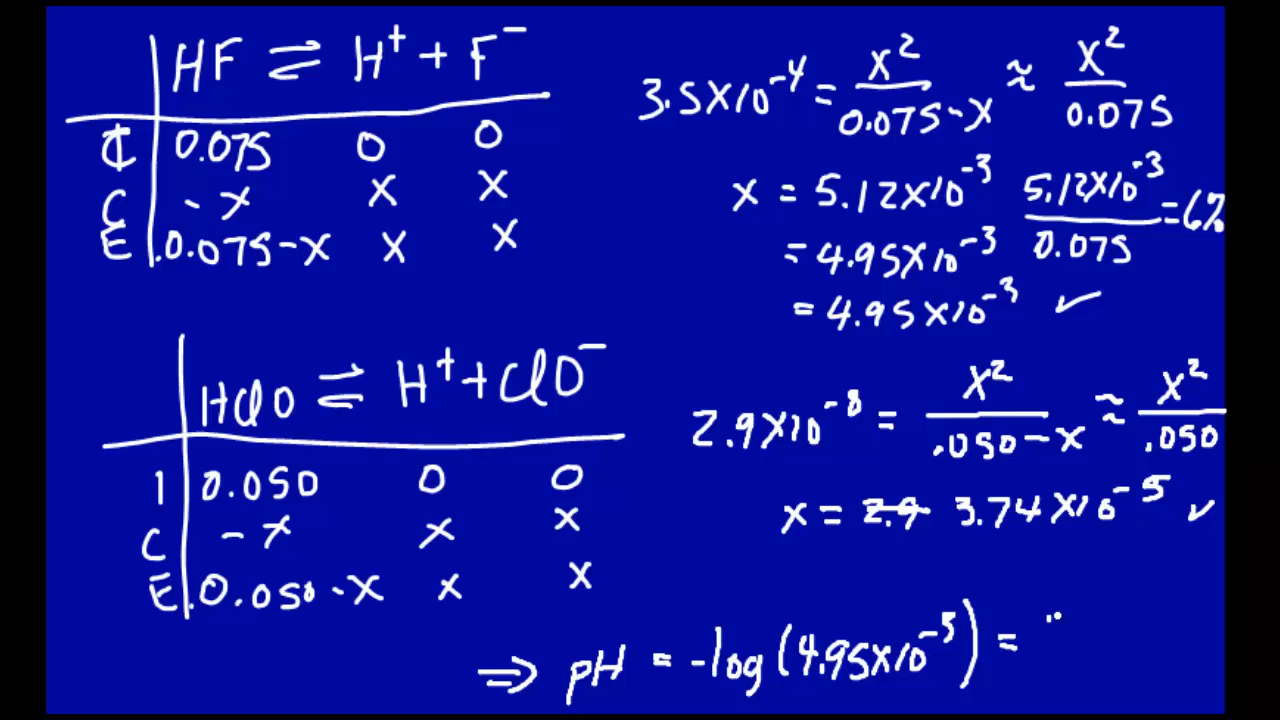 HF ⇌ H⁺ + F⁻
I 0.075 0 0
C -x x x
E 0.075-x x x
3.5x10⁻⁴ = x²/0.075-x ≈ x²/0.075
x = 5.12x10⁻³ 5.12x10⁻³/0.075 = 6%
= 4.95x10⁻³
= 4.95x10⁻³ ✓
HClO ⇌ H⁺ + ClO⁻
I 0.050 0 0
C -x x x
E 0.050-x x x
2.9x10⁻⁸ = x²/.050-x ≈ x²/.050
x = 2.9 3.74x10⁻⁵ ✓
⇒ pH = -log(4.95x10⁻³) =